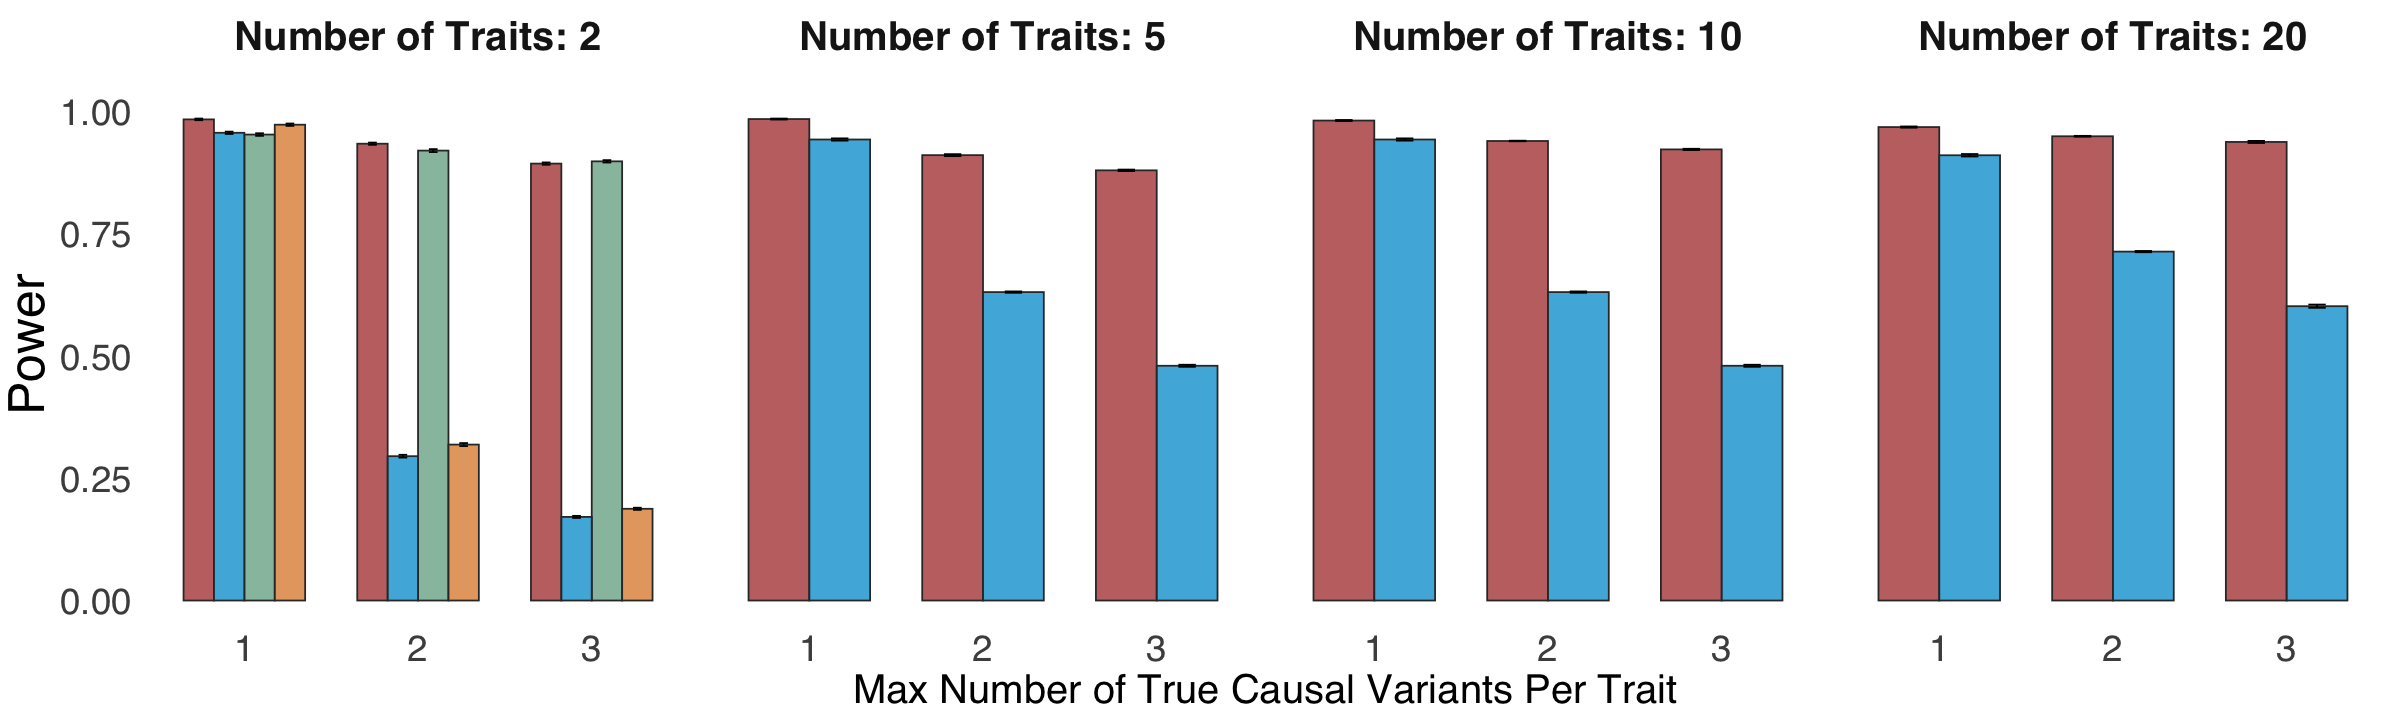 Number of Traits: 2
Number of Traits: 5
Number of Traits: 10
Number of Traits: 20
Power
1.00
0.75
0.50
0.25
0.00
1 2 3
1 2 3
1 2 3
1 2 3
Max Number of True Causal Variants Per Trait